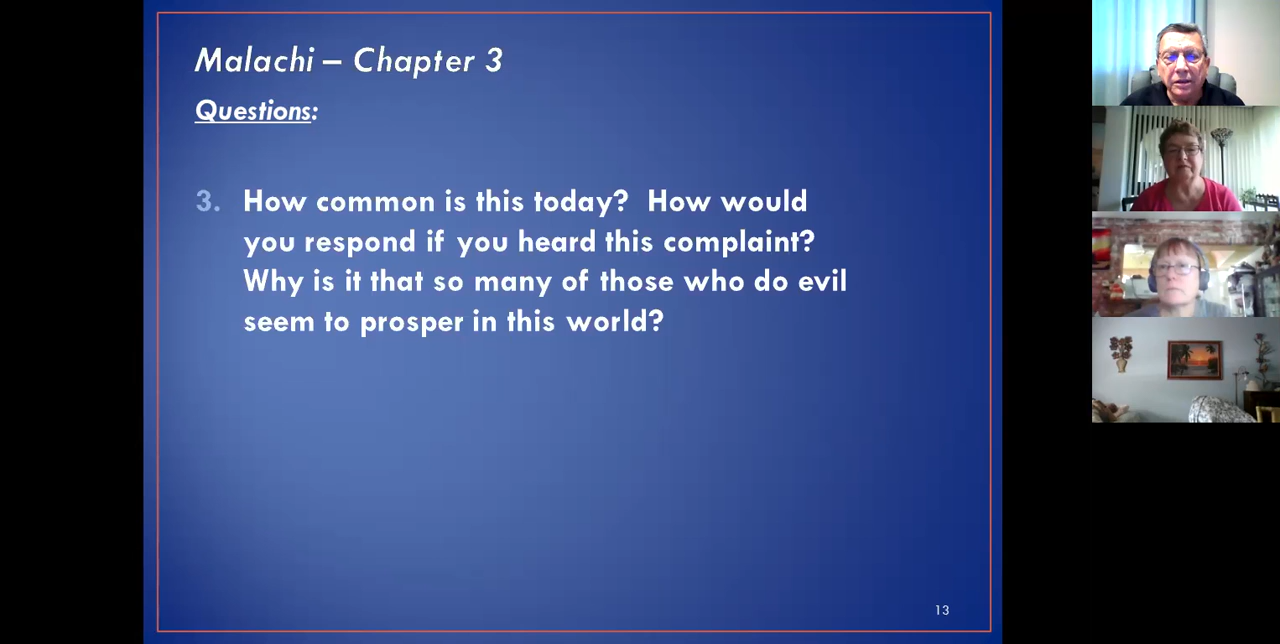 Malachi – Chapter 3
Questions:
3. How common is this today? How would
you respond if you heard this complaint?
Why is it that so many of those who do evil
seem to prosper in this world?
13